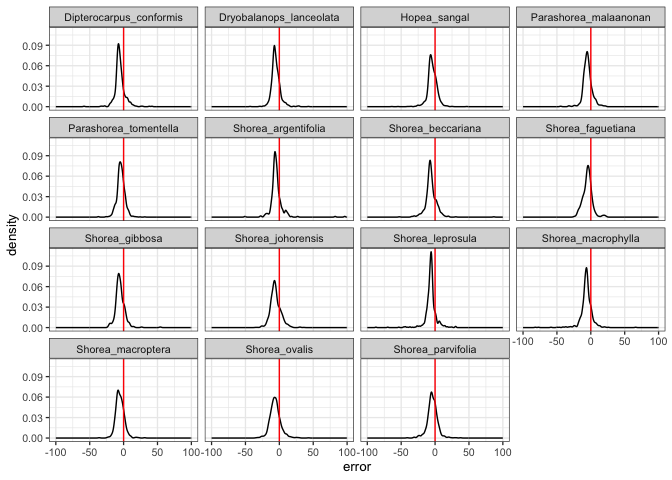 Dipterocarpus_conformis Dryobalanops_lanceolata Hopea_sangal Parashorea_malaanonan
0.09
0.06
0.03
0.00
Parashorea_tomentella Shorea_argentifolia Shorea_beccariana Shorea_faguetiana
0.09
0.06
0.03
0.00
density
Shorea_gibbosa Shorea_johorensis Shorea_leprosula Shorea_macrophylla
0.09
0.06
0.03
0.00
-100 -50 0 50 100
Shorea_macroptera Shorea_ovalis Shorea_parvifolia
0.09
0.06
0.03
0.00
-100 -50 0 50 100 -100 -50 0 50 100 -100 -50 0 50 100
error